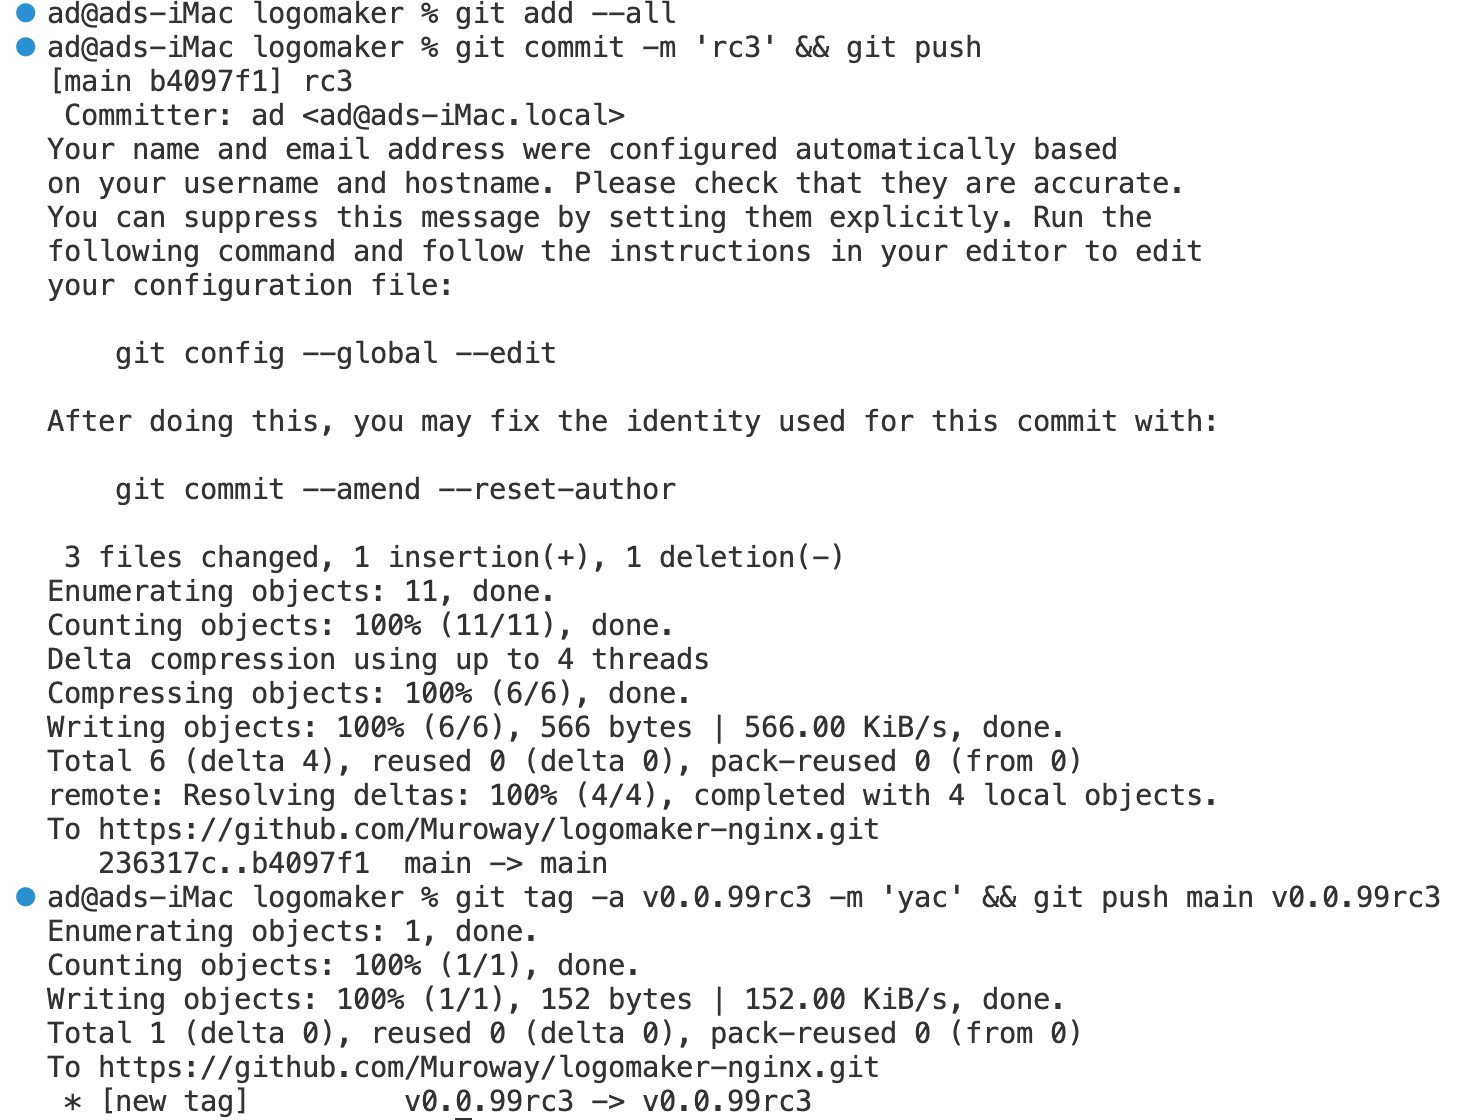 ad@ads-iMac logomaker % git add --all
ad@ads-iMac logomaker % git commit -m 'rc3' && git push
[main b4097f1] rc3
 Committer: ad <ad@ads-iMac.local>
Your name and email address were configured automatically based
on your username and hostname. Please check that they are accurate.
You can suppress this message by setting them explicitly. Run the
following command and follow the instructions in your editor to edit
your configuration file:

    git config --global --edit

After doing this, you may fix the identity used for this commit with:

    git commit --amend --reset-author

 3 files changed, 1 insertion(+), 1 deletion(-)
Enumerating objects: 11, done.
Counting objects: 100% (11/11), done.
Delta compression using up to 4 threads
Compressing objects: 100% (6/6), done.
Writing objects: 100% (6/6), 566 bytes | 566.00 KiB/s, done.
Total 6 (delta 4), reused 0 (delta 0), pack-reused 0 (from 0)
remote: Resolving deltas: 100% (4/4), completed with 4 local objects.
To https://github.com/Muroway/logomaker-nginx.git
   236317c..b4097f1  main -> main
ad@ads-iMac logomaker % git tag -a v0.0.99rc3 -m 'yac' && git push main v0.0.99rc3
Enumerating objects: 1, done.
Counting objects: 100% (1/1), done.
Writing objects: 100% (1/1), 152 bytes | 152.00 KiB/s, done.
Total 1 (delta 0), reused 0 (delta 0), pack-reused 0 (from 0)
To https://github.com/Muroway/logomaker-nginx.git
 * [new tag]         v0.0.99rc3 -> v0.0.99rc3